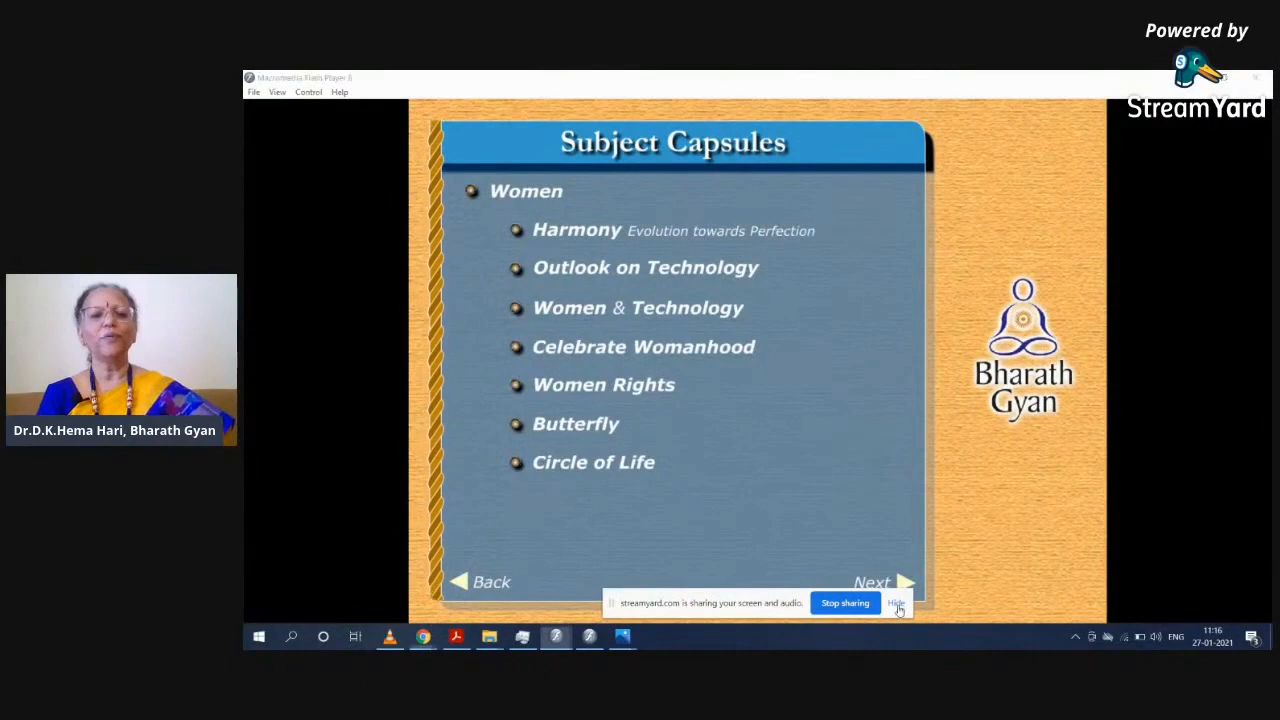 Powered by
StreamYard
Macromedia Flash Player 6
File View Control Help
Subject Capsules
Women
Harmony Evolution towards Perfection
Outlook on Technology
Women & Technology
Celebrate Womanhood
Women Rights
Butterfly
Circle of Life
Back
Next
Bharath
Gyan
Dr.D.K.Hema Hari, Bharath Gyan
streamyard.com is sharing your screen and audio.
Stop sharing
Hide
ENG
11:16
27-01-2021